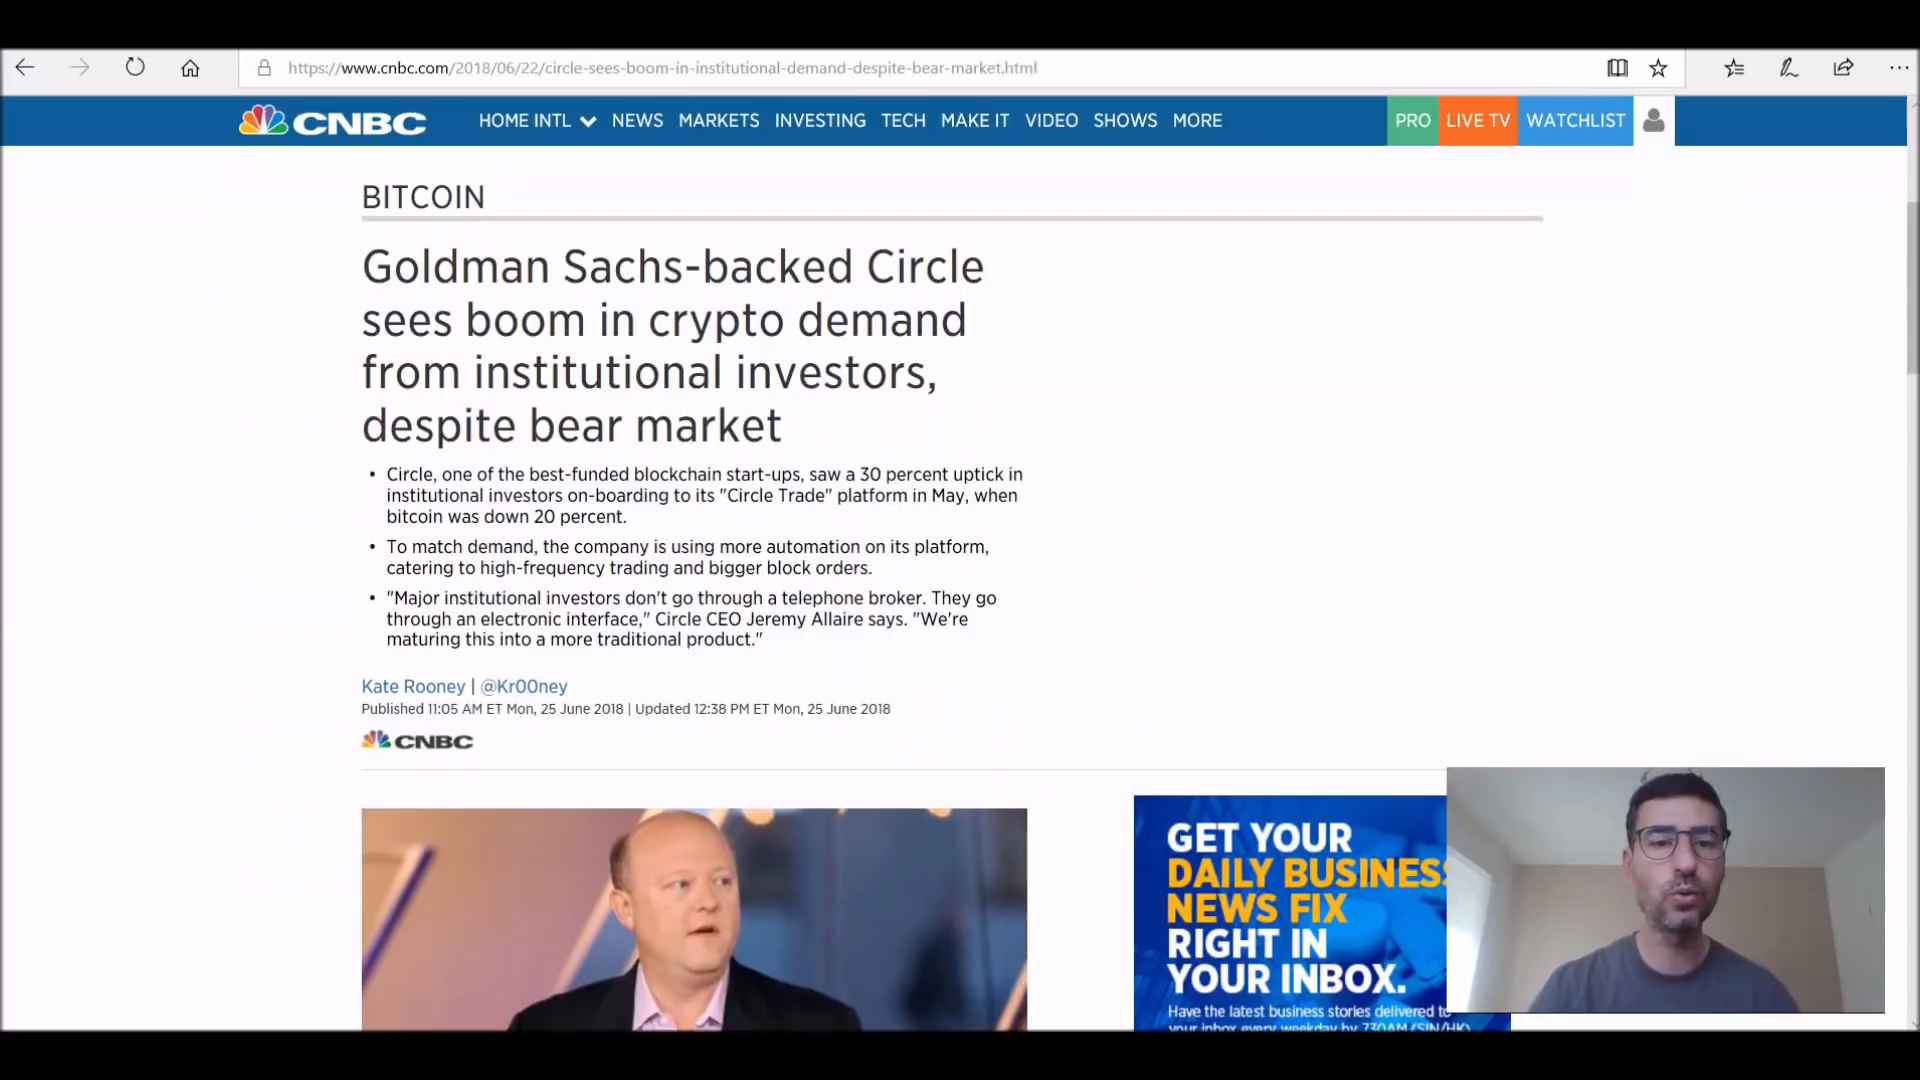 https://www.cnbc.com/2018/06/22/circle-sees-boom-in-institutional-demand-despite-bear-market.html
CNBC HOME INTL NEWS MARKETS INVESTING TECH MAKE IT VIDEO SHOWS MORE PRO LIVE TV WATCHLIST
BITCOIN
Goldman Sachs-backed Circle
sees boom in crypto demand
from institutional investors,
despite bear market
• Circle, one of the best-funded blockchain start-ups, saw a 30 percent uptick in
institutional investors on-boarding to its "Circle Trade" platform in May, when
bitcoin was down 20 percent.
• To match demand, the company is using more automation on its platform,
catering to high-frequency trading and bigger block orders.
• "Major institutional investors don't go through a telephone broker. They go
through an electronic interface," Circle CEO Jeremy Allaire says. "We're
maturing this into a more traditional product."
Kate Rooney | @Kr00ney
Published 11:05 AM ET Mon, 25 June 2018 | Updated 12:38 PM ET Mon, 25 June 2018
CNBC
GET YOUR
DAILY BUSINESS
NEWS FIX
RIGHT IN
YOUR INBOX.
Have the latest business stories delivered to
your inbox every weekday by 730AM (SIN/HK)